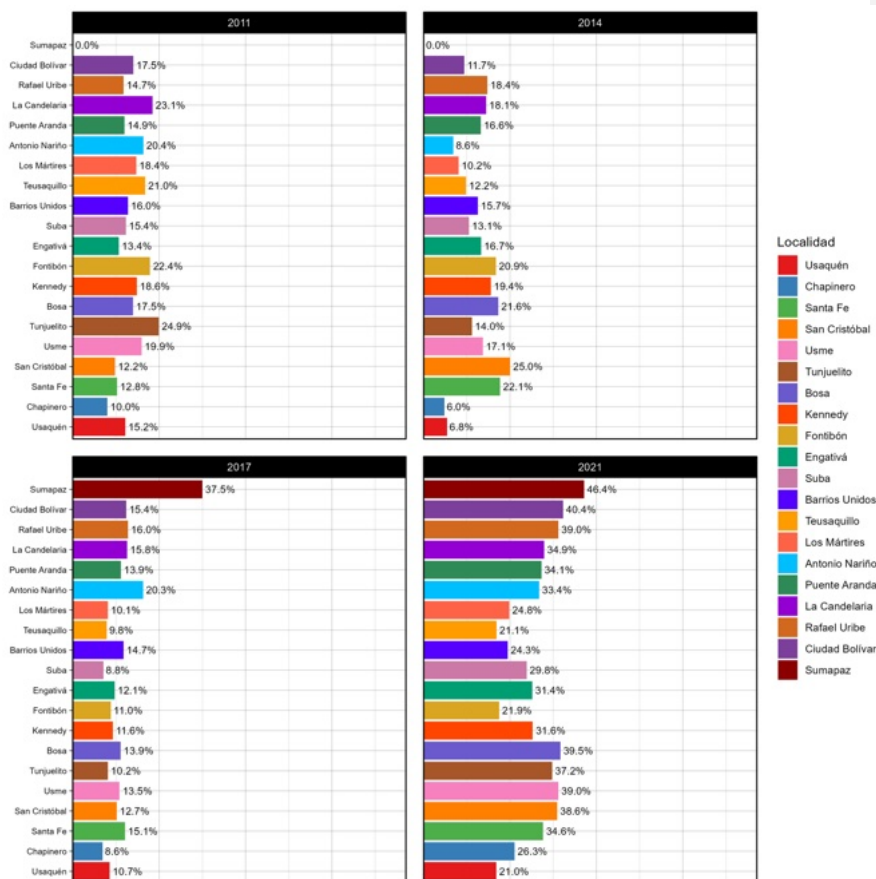 2011
Sumapaz 0.0%
Ciudad Bolívar 17.5%
Rafael Uribe 14.7%
La Candelaria 23.1%
Puente Aranda 14.9%
Antonio Nariño 20.4%
Los Mártires 18.4%
Teusaquillo 21.0%
Barrios Unidos 16.0%
Suba 15.4%
Engativá 13.4%
Fontibón 22.4%
Kennedy 18.6%
Bosa 17.5%
Tunjuelito 24.9%
Usme 19.9%
San Cristóbal 12.2%
Santa Fe 12.8%
Chapinero 10.0%
Usaquén 15.2%
2014
0.0%
11.7%
18.4%
18.1%
16.6%
8.6%
10.2%
12.2%
15.7%
13.1%
16.7%
20.9%
19.4%
21.6%
14.0%
17.1%
25.0%
22.1%
6.0%
6.8%
2017
Sumapaz 37.5%
Ciudad Bolívar 15.4%
Rafael Uribe 16.0%
La Candelaria 15.8%
Puente Aranda 13.9%
Antonio Nariño 20.3%
Los Mártires 10.1%
Teusaquillo 9.8%
Barrios Unidos 14.7%
Suba 8.8%
Engativá 12.1%
Fontibón 11.0%
Kennedy 11.6%
Bosa 13.9%
Tunjuelito 10.2%
Usme 13.5%
San Cristóbal 12.7%
Santa Fe 15.1%
Chapinero 8.6%
Usaquén 10.7%
2021
46.4%
40.4%
39.0%
34.9%
34.1%
33.4%
24.8%
21.1%
24.3%
29.8%
31.4%
21.9%
31.6%
39.5%
37.2%
39.0%
38.6%
34.6%
26.3%
21.0%
Localidad
Usaquén
Chapinero
Santa Fe
San Cristóbal
Usme
Tunjuelito
Bosa
Kennedy
Fontibón
Engativá
Suba
Barrios Unidos
Teusaquillo
Los Mártires
Antonio Nariño
Puente Aranda
La Candelaria
Rafael Uribe
Ciudad Bolívar
Sumapaz